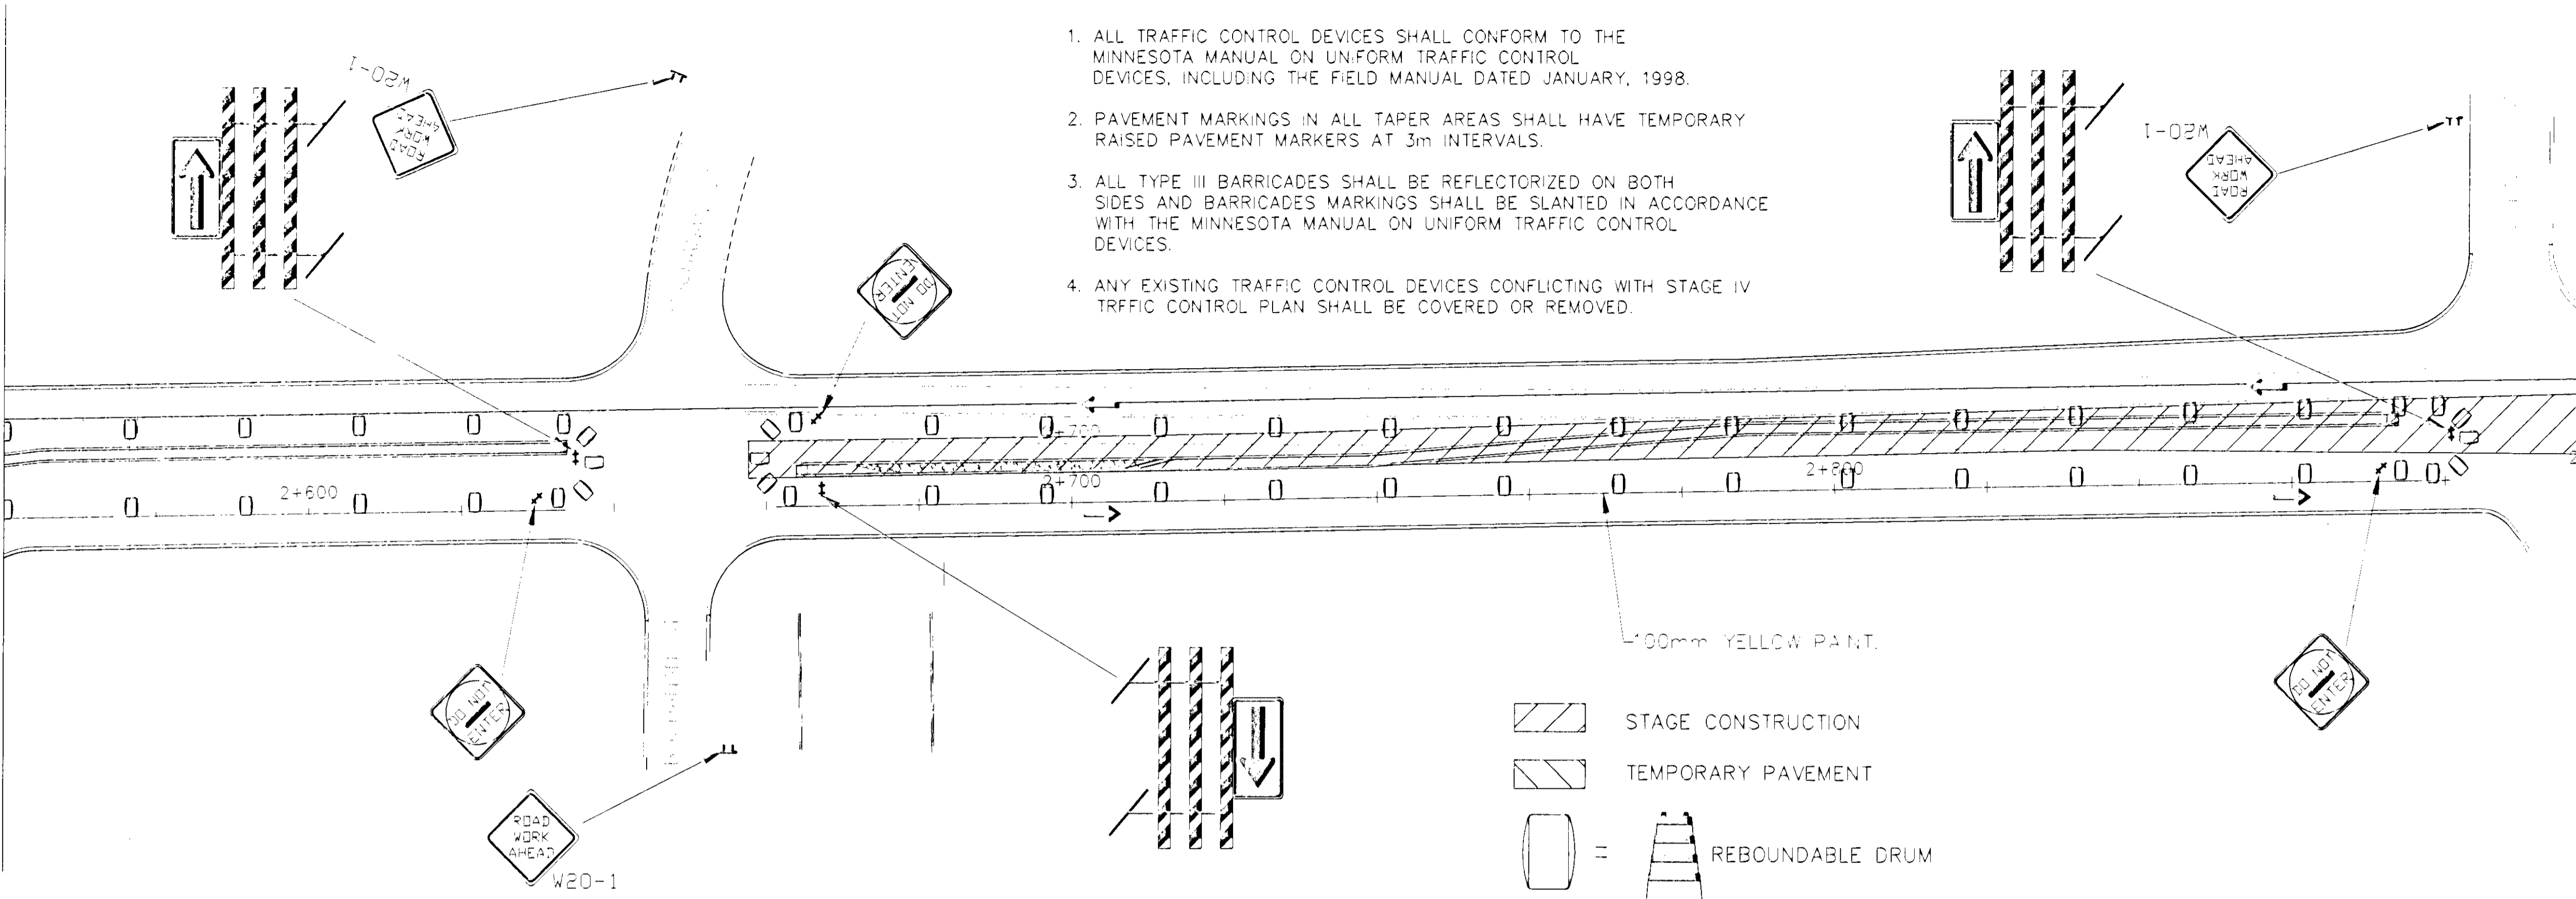 1. ALL TRAFFIC CONTROL DEVICES SHALL CONFORM TO THE
MINNESOTA MANUAL ON UNIFORM TRAFFIC CONTROL
DEVICES, INCLUDING THE FIELD MANUAL DATED JANUARY, 1998.
2. PAVEMENT MARKINGS IN ALL TAPER AREAS SHALL HAVE TEMPORARY
RAISED PAVEMENT MARKERS AT 3m INTERVALS.
3. ALL TYPE III BARRICADES SHALL BE REFLECTORIZED ON BOTH
SIDES AND BARRICADES MARKINGS SHALL BE SLANTED IN ACCORDANCE
WITH THE MINNESOTA MANUAL ON UNIFORM TRAFFIC CONTROL
DEVICES.
4. ANY EXISTING TRAFFIC CONTROL DEVICES CONFLICTING WITH STAGE IV
TRFFIC CONTROL PLAN SHALL BE COVERED OR REMOVED.
W20-1
ROAD
WORK
AHEAD
W20-1
ROAD
WORK
AHEAD
DO NOT
ENTER
2+700
2+600
2+700
2+800
DO NOT
ENTER
DO NOT
ENTER
ROAD
WORK
AHEAD
W20-1
100mm YELLOW PAINT.
STAGE CONSTRUCTION
TEMPORARY PAVEMENT
= REBOUNDABLE DRUM